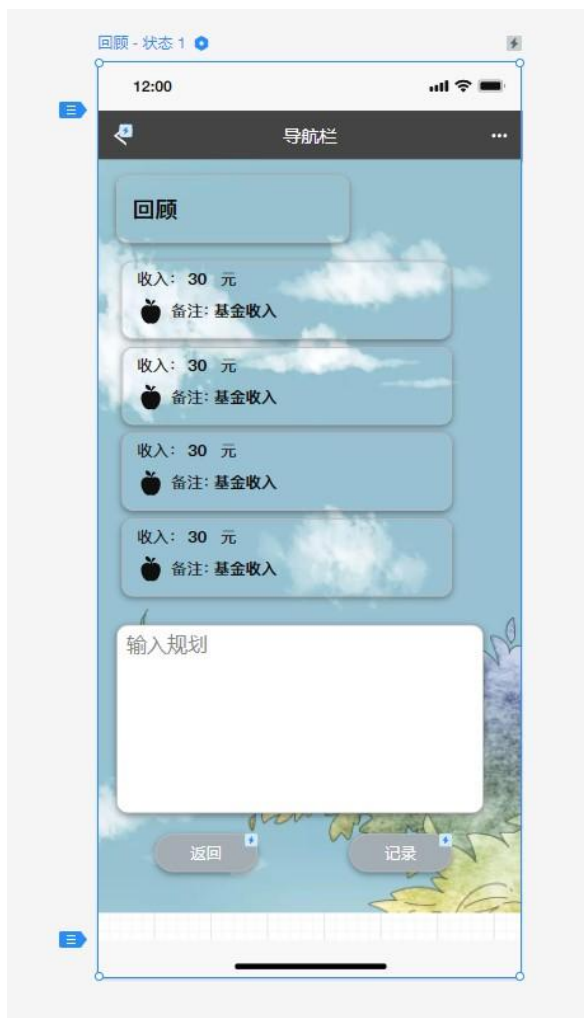 回顾 - 状态 1
12:00
导航栏
回顾
收入: 30 元
备注: 基金收入
收入: 30 元
备注: 基金收入
收入: 30 元
备注: 基金收入
收入: 30 元
备注: 基金收入
输入规划
返回 记录